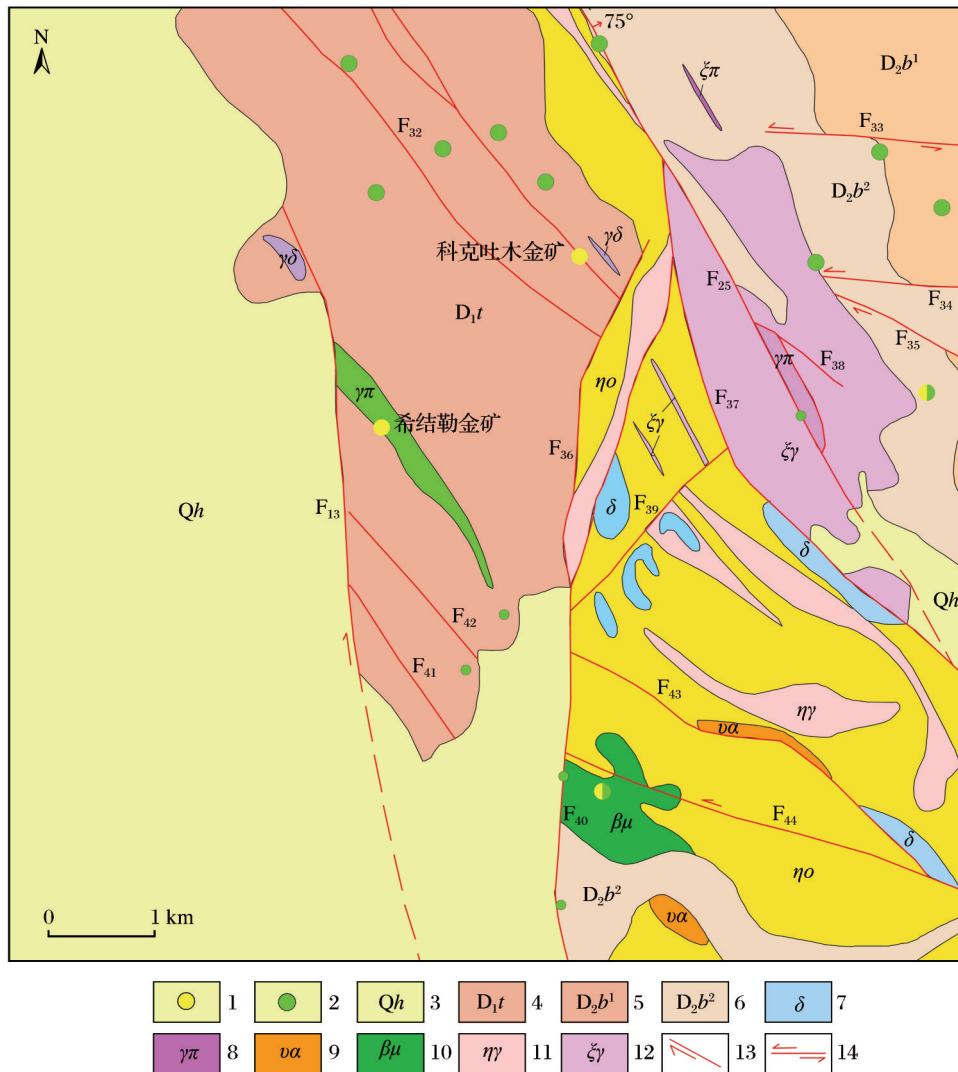 N
75°
ξπ
D₂b¹
F₃₂
F₃₃
D₂b²
科克吐木金矿
γδ
γδ
F₂₅
F₃₄
D₁t
F₃₅
γπ
F₃₈
γπ
ηο
F₃₇
希结勒金矿
ξγ
F₃₆
ξγ
Qh
F₁₃
δ
F₃₉
δ
Qh
F₄₂
F₄₁
F₄₃
ηγ
υα
F₄₀
βμ
F₄₄
δ
ηο
D₂b²
υα
0 1 km
1 2 Qh 3 D₁t 4 D₂b¹ 5 D₂b² 6 δ 7
γπ 8 υα 9 βμ 10 ηγ 11 ξγ 12 13 14